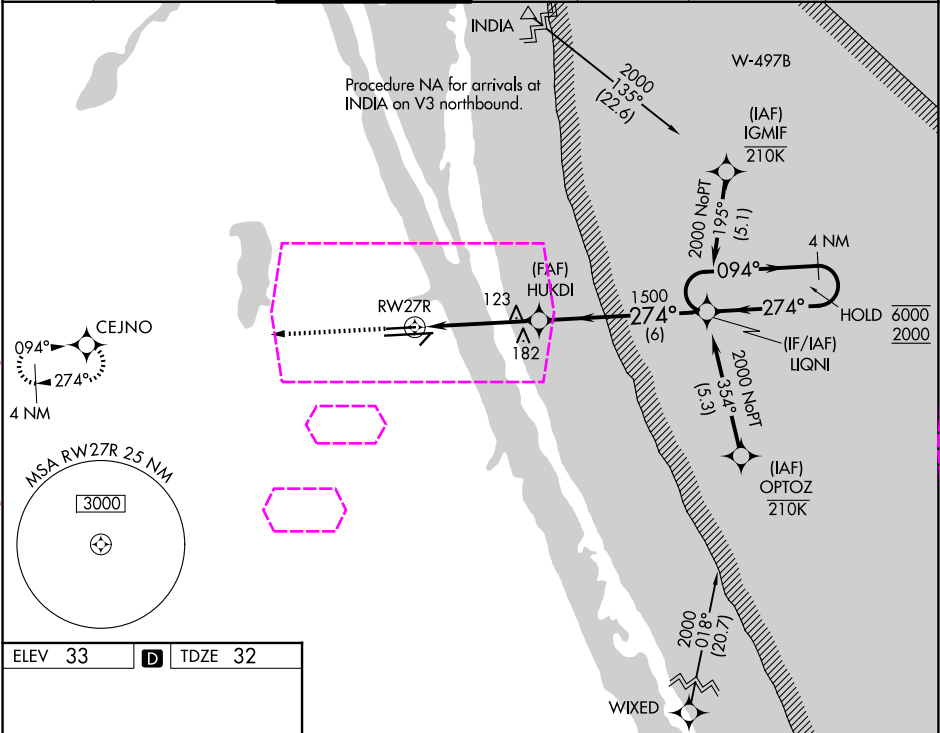 INDIA
W-497B
2000
135°
(22.6)
Procedure NA for arrivals at
INDIA on V3 northbound.
(IAF)
IGMIF
210K
2000 NoPT
195°
(5.1)
4 NM
094°
(FAF)
HUKDI
RW27R
123
1500
274°
(6)
274°
HOLD
6000
2000
(IF/IAF)
LIQNI
182
CEJNO
094°
274°
4 NM
2000 NoPT
354°
(5.3)
MSA RW27R 25 NM
3000
(IAF)
OPTOZ
210K
2000
018°
(20.7)
ELEV 33
D
TDZE 32
WIXED